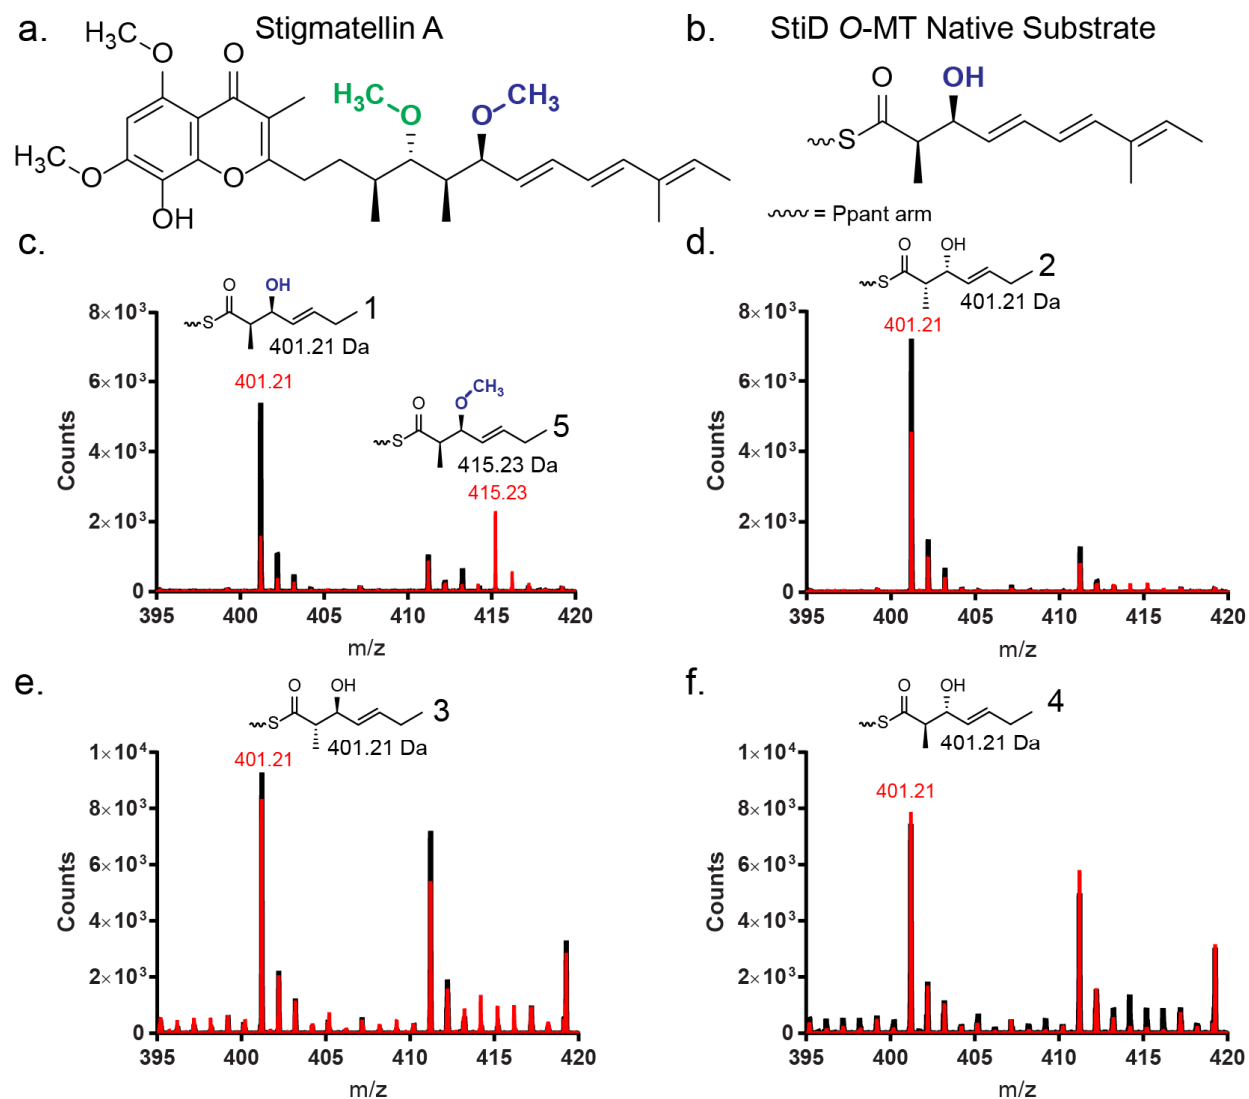 a.
Stigmatellin A
H3C
O
O
CH3
H3C
O
O
CH3
H3C
O
O
OH
b.
StiD O-MT Native Substrate
O
OH
S
= Ppant arm
c.
O
OH
S
1
401.21 Da
401.21
O
O
CH3
S
5
415.23 Da
415.23
8×10³
6×10³
4×10³
2×10³
0
Counts
395 400 405 410 415 420
m/z
d.
O
OH
S
2
401.21 Da
401.21
8×10³
6×10³
4×10³
2×10³
0
Counts
395 400 405 410 415 420
m/z
e.
O
OH
S
3
401.21 Da
401.21
1×10⁴
8×10³
6×10³
4×10³
2×10³
0
Counts
395 400 405 410 415 420
m/z
f.
O
OH
S
4
401.21 Da
401.21
1×10⁴
8×10³
6×10³
4×10³
2×10³
0
Counts
395 400 405 410 415 420
m/z